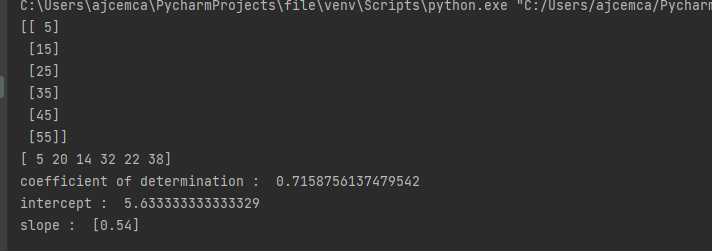 C:\Users\ajcemca\PycharmProjects\file\venv\Scripts\python.exe "C:/Users/ajcemca/Pycharm
[[ 5]
 [15]
 [25]
 [35]
 [45]
 [55]]
[ 5 20 14 32 22 38]
coefficient of determination :  0.7158756137479542
intercept :  5.633333333333329
slope :  [0.54]